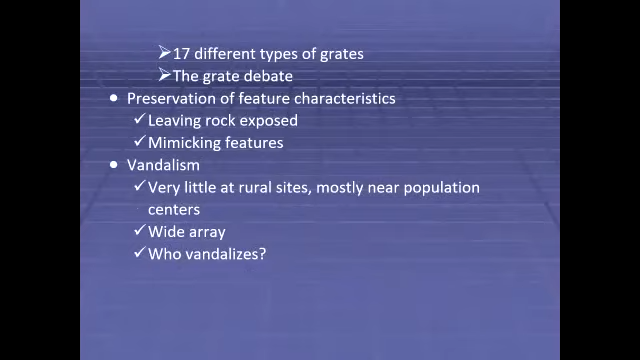 ➢17 different types of grates
➢The grate debate
• Preservation of feature characteristics
✓Leaving rock exposed
✓Mimicking features
• Vandalism
✓Very little at rural sites, mostly near population
centers
✓Wide array
✓Who vandalizes?